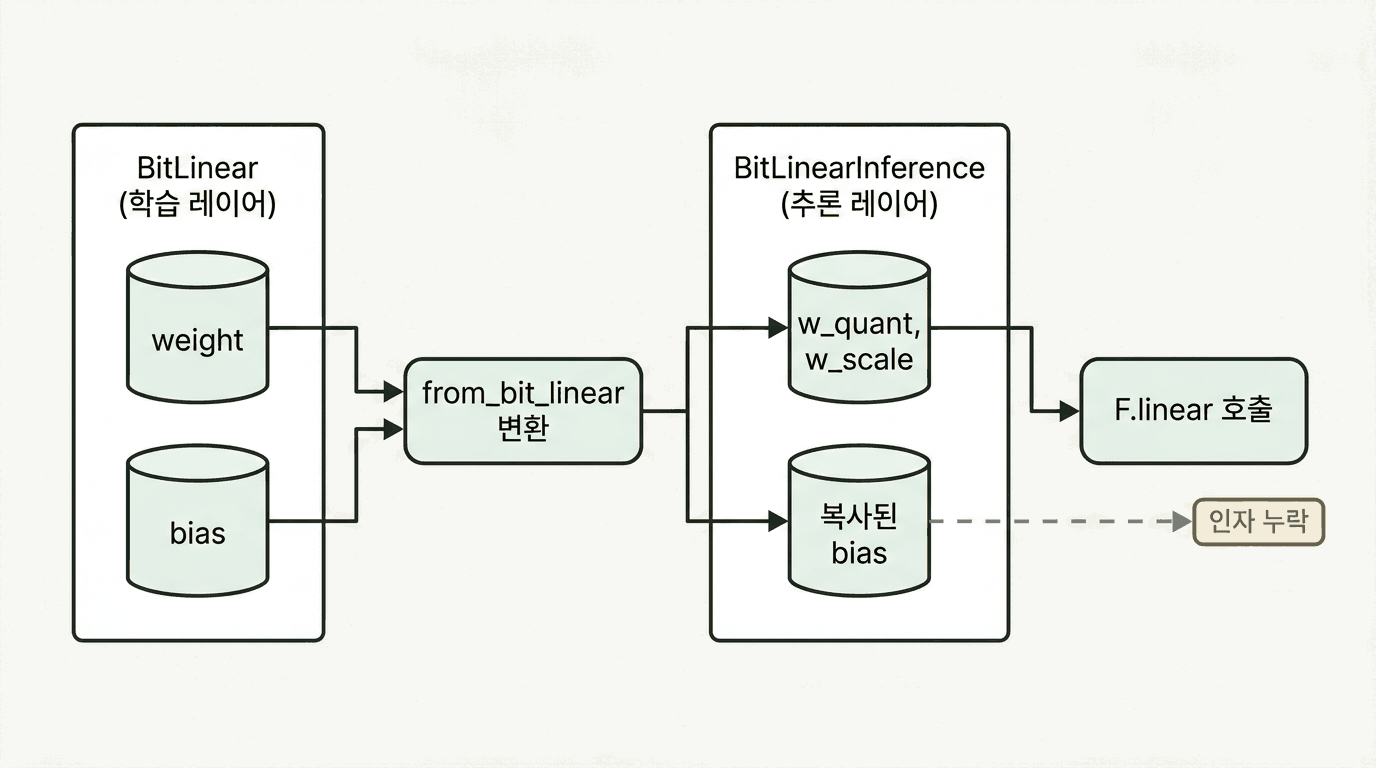 BitLinear
(학습 레이어)
weight
bias
from_bit_linear
변환
BitLinearInference
(추론 레이어)
w_quant,
w_scale
복사된
bias
F.linear 호출
인자 누락